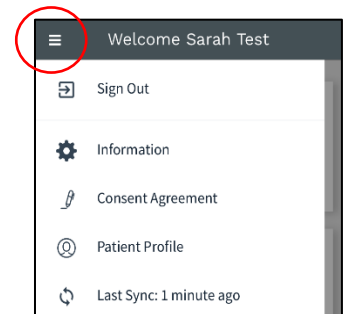 Welcome Sarah Test
Sign Out
Information
Consent Agreement
Patient Profile
Last Sync: 1 minute ago